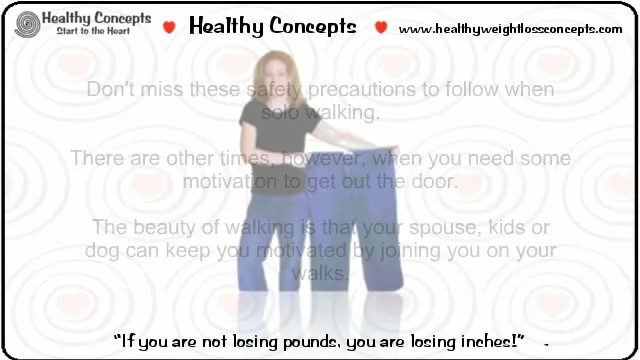 Healthy Concepts
Start to the Heart
Healthy Concepts
www.healthyweightlossconcepts.com
Don't miss these safety precautions to follow when
solo walking.
There are other times, however, when you need some
motivation to get out the door.
The beauty of walking is that your spouse, kids or
dog can keep you motivated by joining you on your
walks.
"If you are not losing pounds, you are losing inches!"